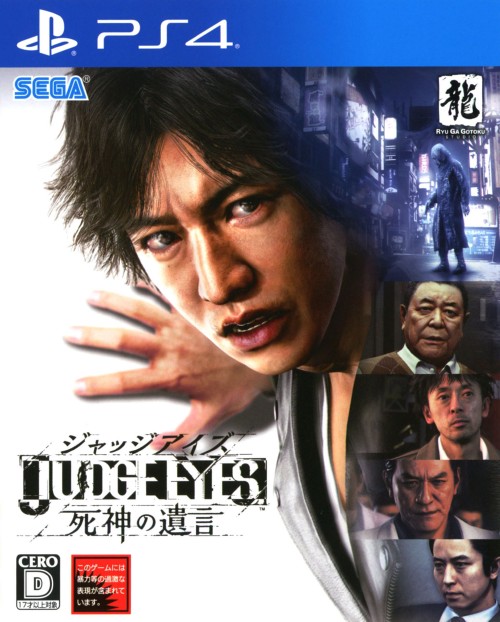 PS4
SEGA
龍
RYU GA GOTOKU
STUDIO
ジャッジアイズ
JUDGE EYES
TM
死神の遺言
CERO
D
17才以上対象
このゲームには
暴力等の過激な
表現が含まれて
います。